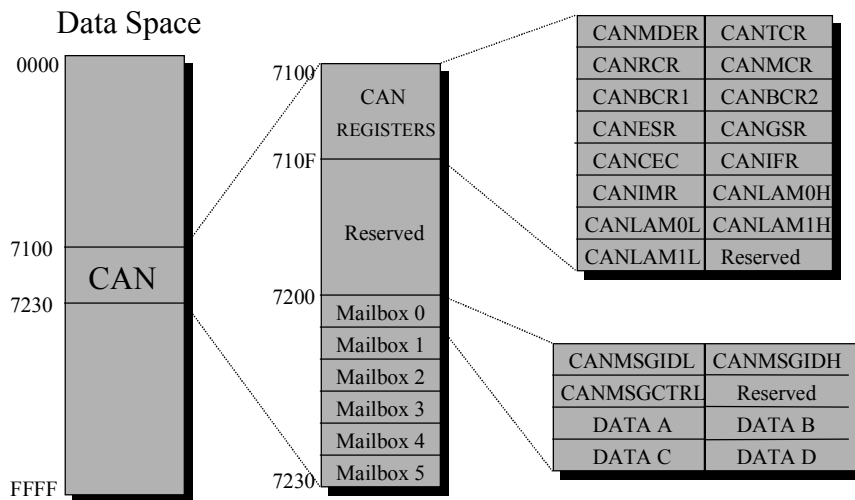 Data Space
0000
7100
CAN
7230
FFFF
7100
CAN
REGISTERS
710F
Reserved
7200
Mailbox 0
Mailbox 1
Mailbox 2
Mailbox 3
Mailbox 4
Mailbox 5
7230
CANMDER CANTCR
CANRCR CANMCR
CANBCR1 CANBCR2
CANESR CANGSR
CANCEC CANIFR
CANIMR CANLAM0H
CANLAM0L CANLAM1H
CANLAM1L Reserved
CANMSGIDL CANMSGIDH
CANMSGCTRL Reserved
DATA A DATA B
DATA C DATA D